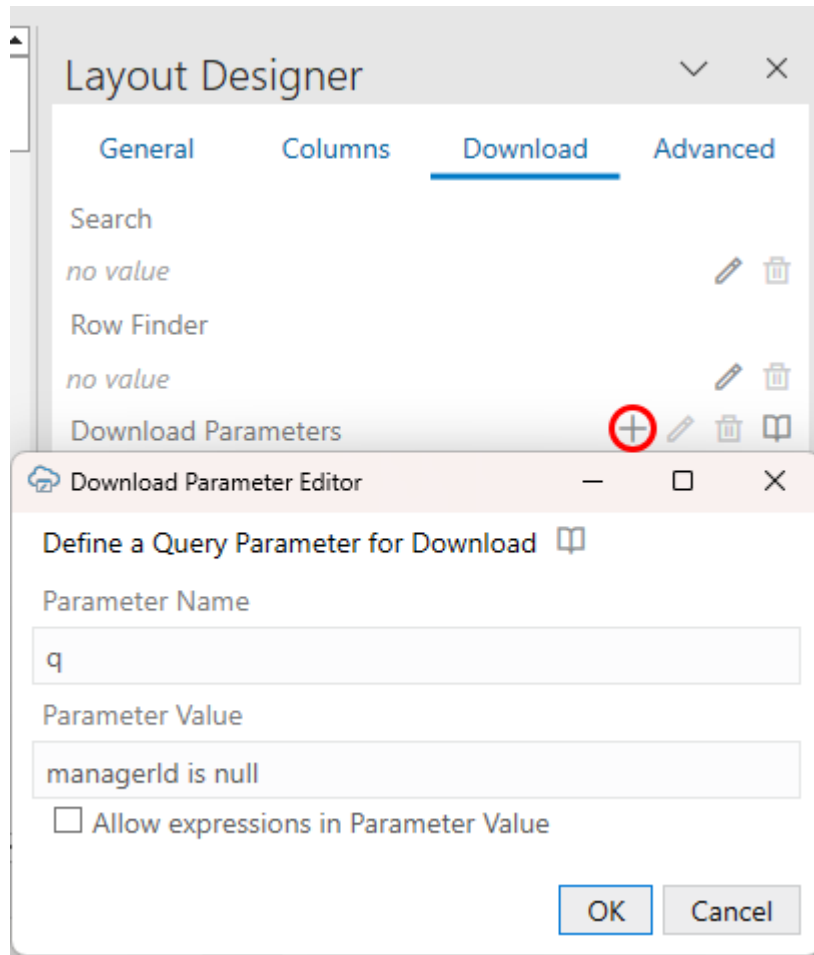 Layout Designer
General Columns Download Advanced
Search
no value
Row Finder
no value
Download Parameters
Download Parameter Editor
Define a Query Parameter for Download
Parameter Name
q
Parameter Value
managerId is null
Allow expressions in Parameter Value
OK Cancel